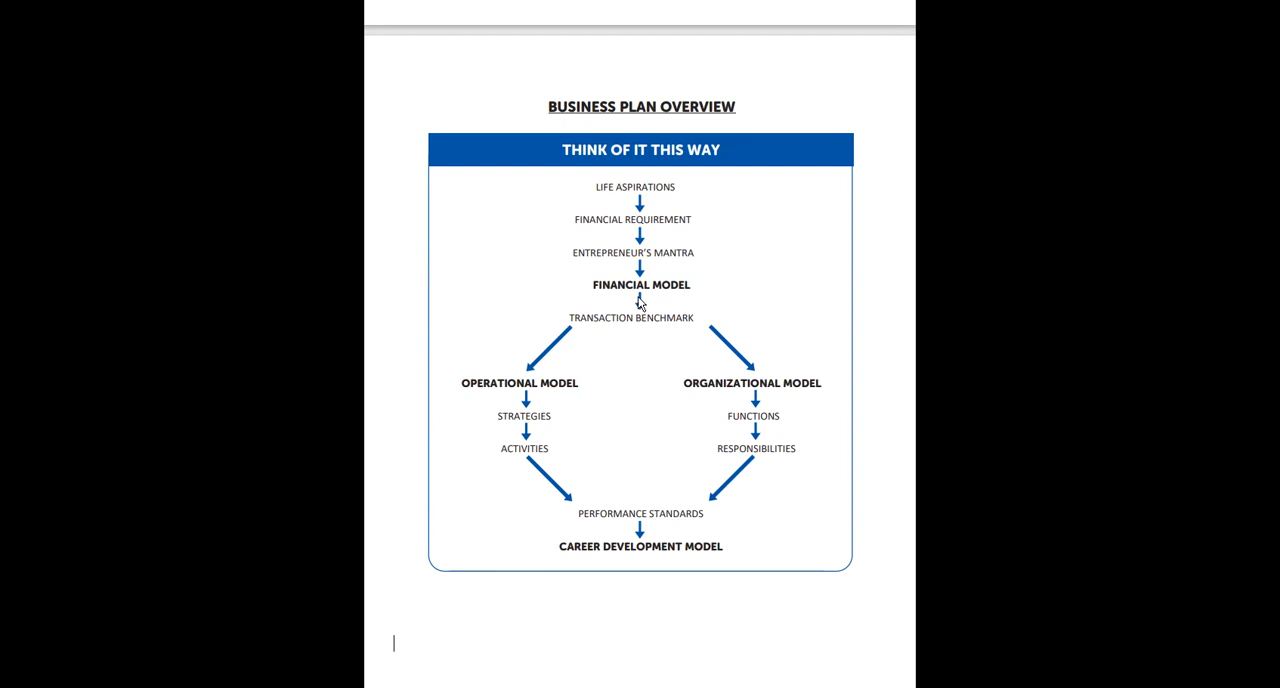 BUSINESS PLAN OVERVIEW
THINK OF IT THIS WAY
LIFE ASPIRATIONS
FINANCIAL REQUIREMENT
ENTREPRENEUR'S MANTRA
FINANCIAL MODEL
TRANSACTION BENCHMARK
OPERATIONAL MODEL
ORGANIZATIONAL MODEL
STRATEGIES
FUNCTIONS
ACTIVITIES
RESPONSIBILITIES
PERFORMANCE STANDARDS
CAREER DEVELOPMENT MODEL